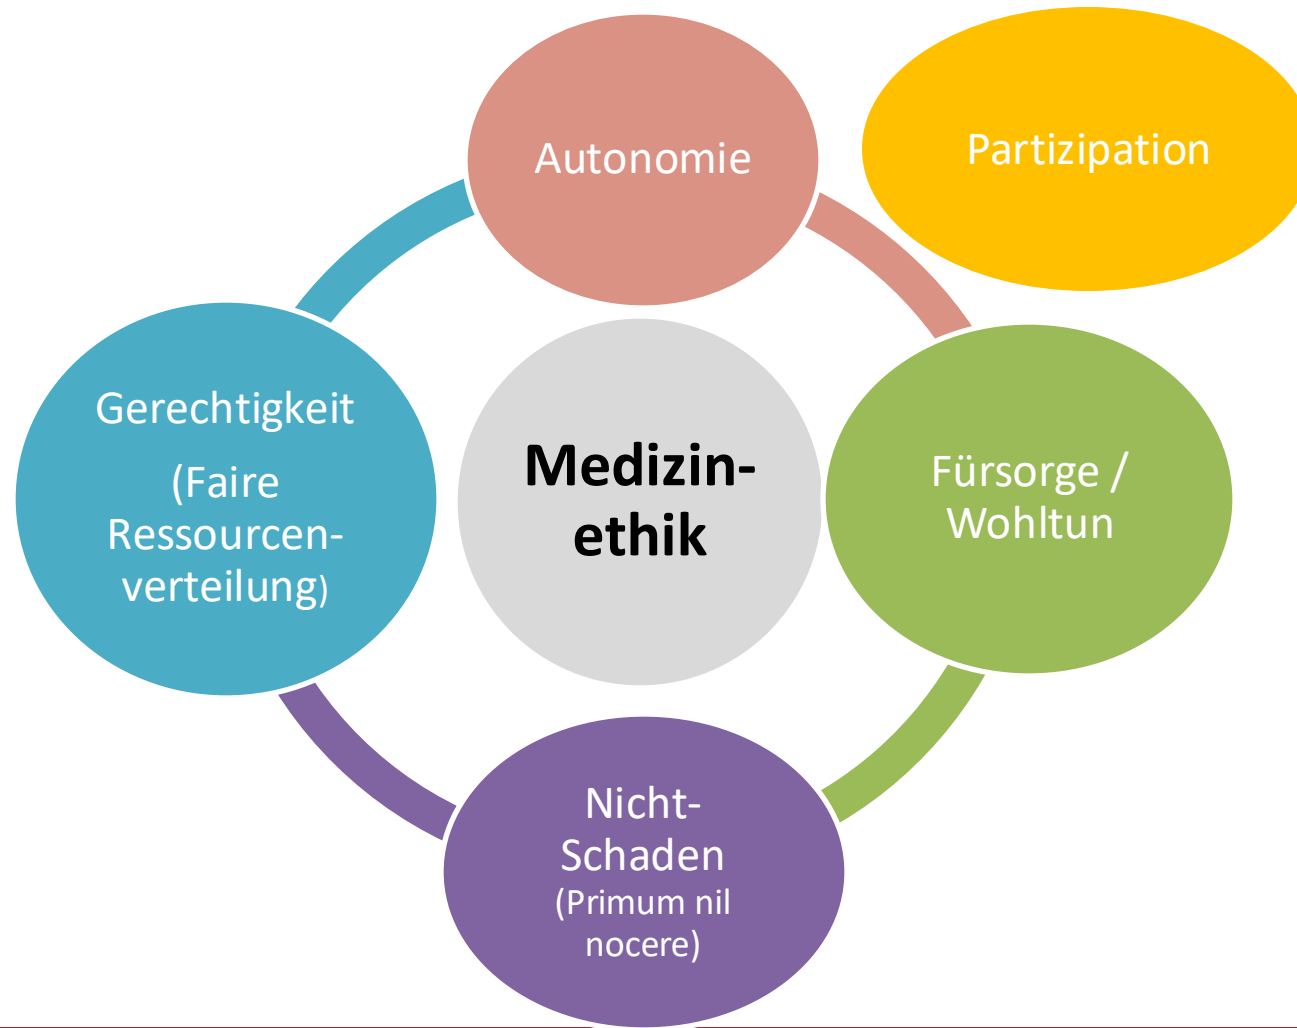 Autonomie
Partizipation
Gerechtigkeit
(Faire
Ressourcen-
verteilung)
Medizin-
ethik
Fürsorge /
Wohltun
Nicht-
Schaden
(Primum nil
nocere)